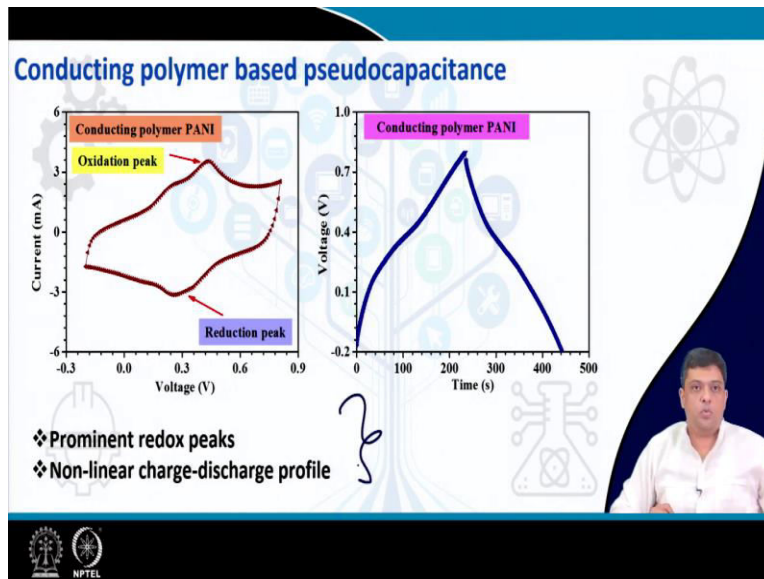 Conducting polymer based pseudocapacitance
6
3
0
-3
-6
Current (mA)
Conducting polymer PANI
Oxidation peak
Reduction peak
-0.3 0.0 0.3 0.6 0.9
Voltage (V)
1.0
0.7
0.4
0.1
-0.2
Voltage (V)
Conducting polymer PANI
0 100 200 300 400 500
Time (s)
❖Prominent redox peaks
❖Non-linear charge-discharge profile
NPTEL